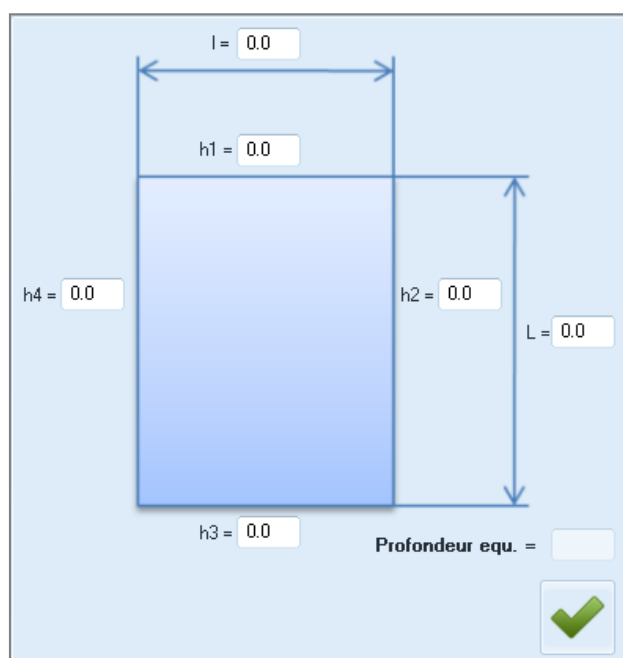 l = 0.0
h1 = 0.0
h4 = 0.0
h2 = 0.0
L = 0.0
h3 = 0.0
Profondeur equ. =